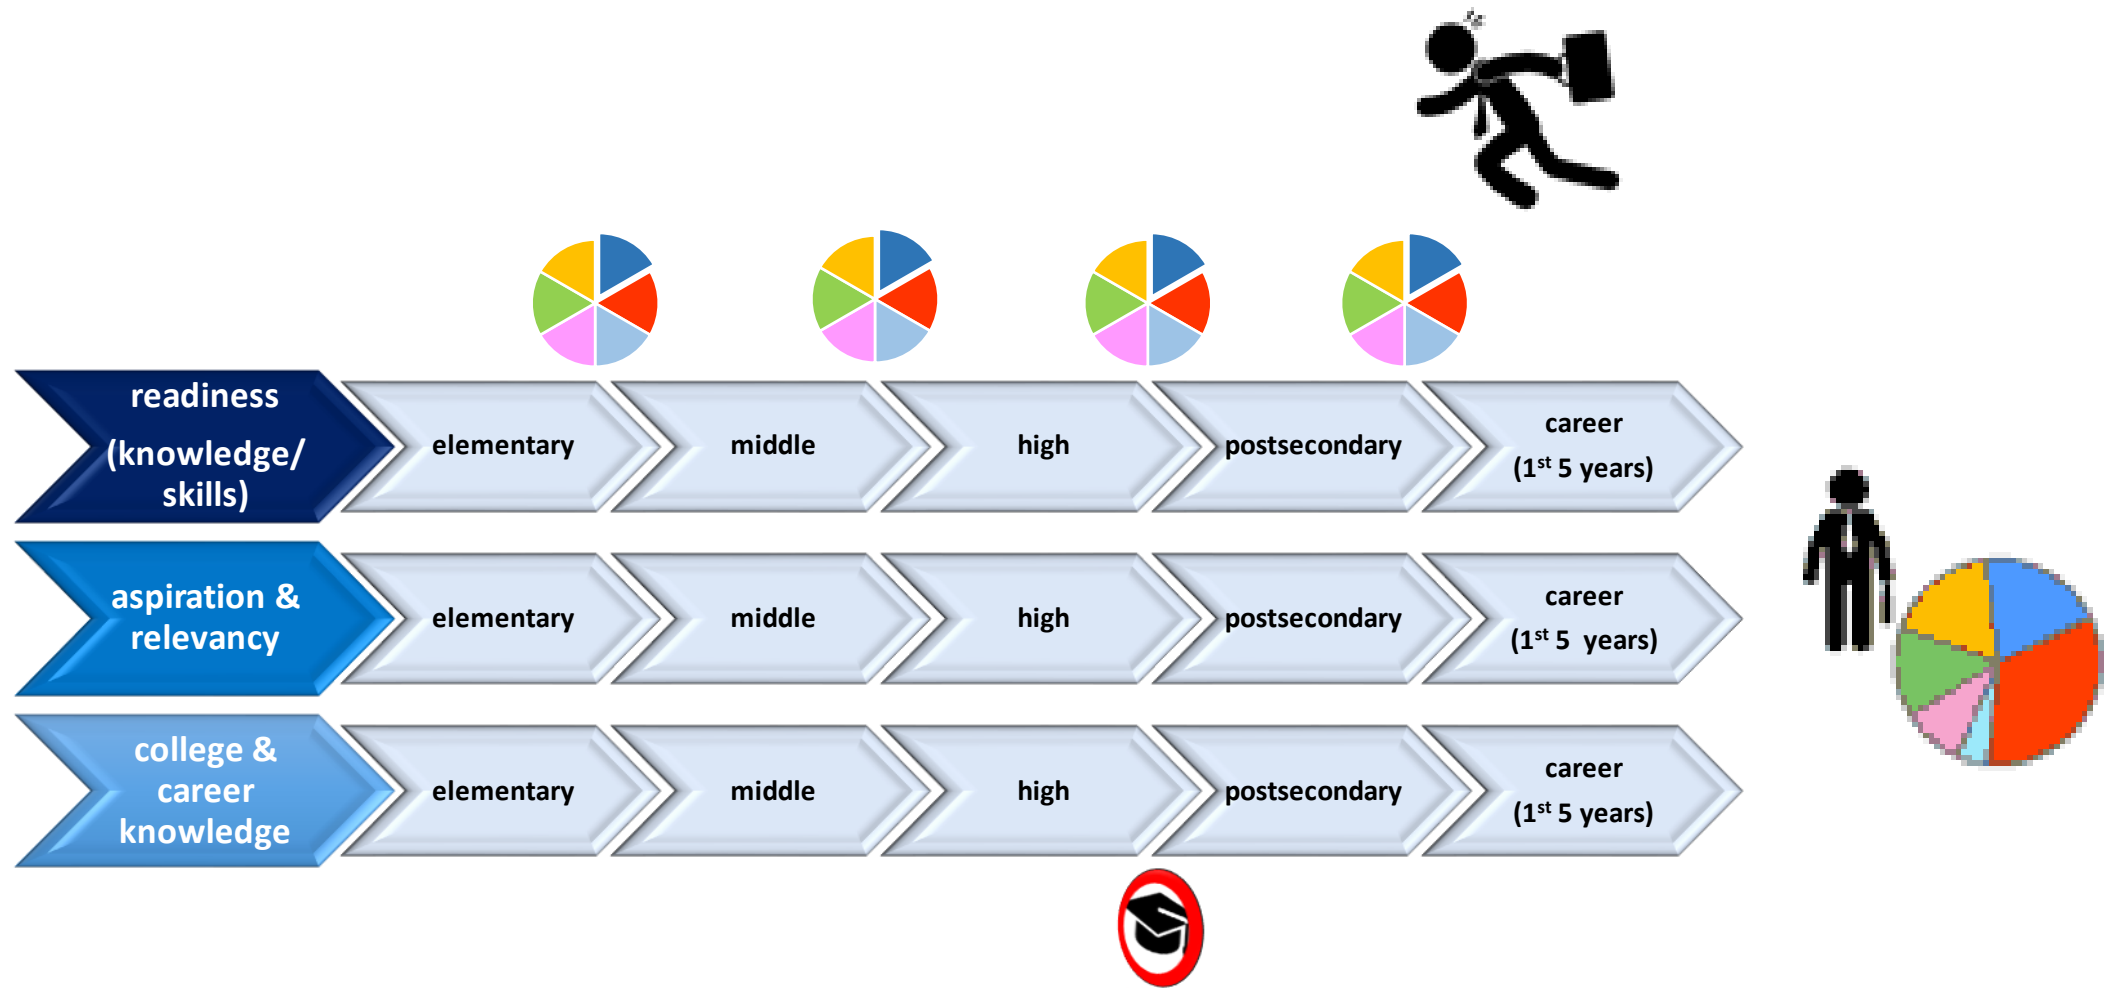 readiness
(knowledge/
skills)
elementary
middle
high
postsecondary
career
(1st 5 years)
aspiration &
relevancy
elementary
middle
high
postsecondary
career
(1st 5  years)
college &
career
knowledge
elementary
middle
high
postsecondary
career
(1st 5 years)